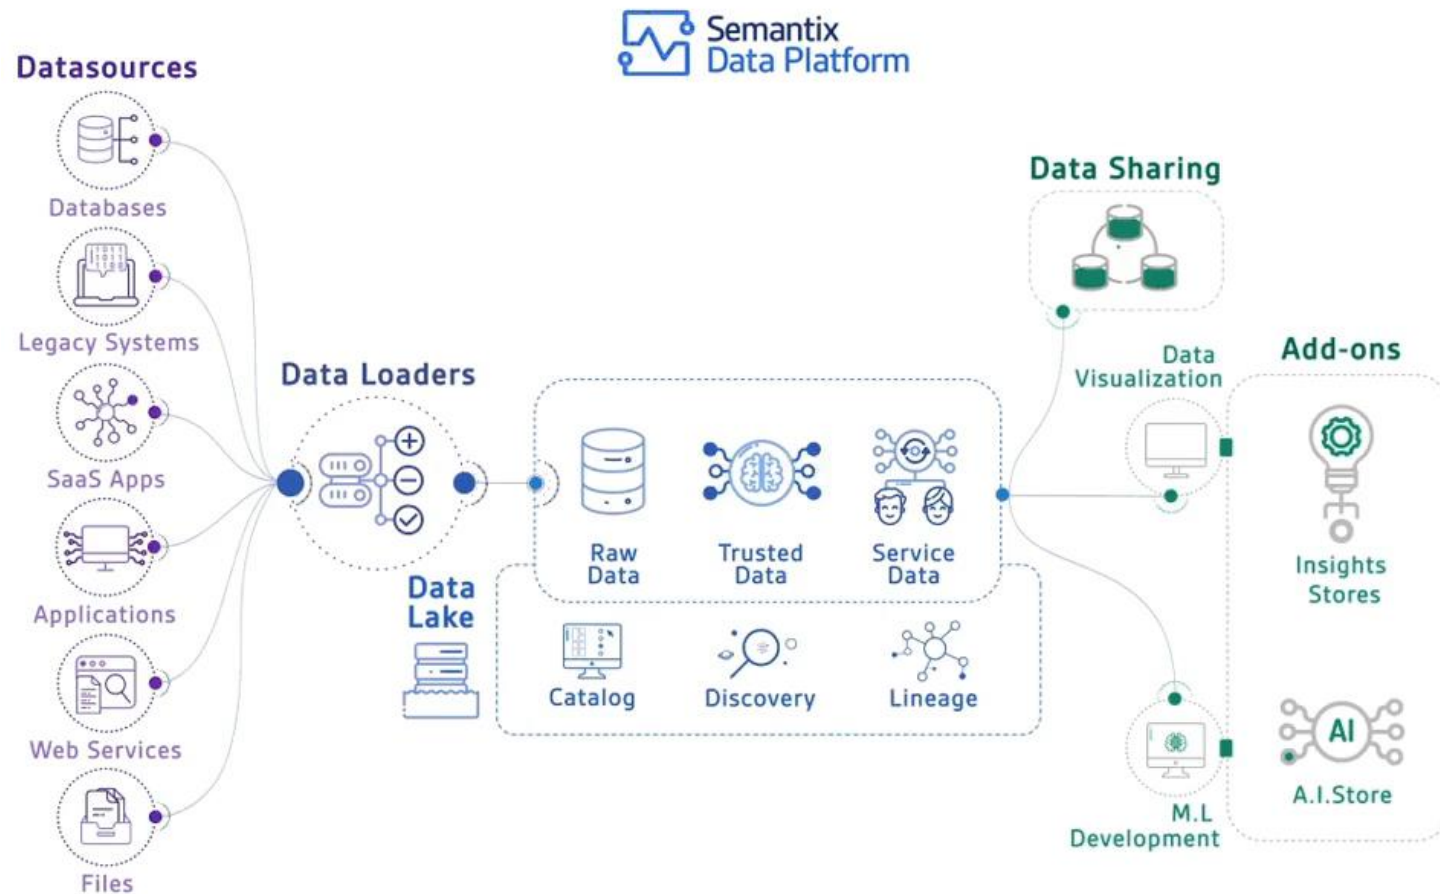 Semantix
Data Platform
Datasources
Databases
Legacy Systems
SaaS Apps
Applications
Web Services
Files
Data Loaders
Data
Lake
Raw
Data
Trusted
Data
Service
Data
Catalog
Discovery
Lineage
Data Sharing
Data
Visualization
M.L
Development
Add-ons
Insights
Stores
AI
A.I.Store